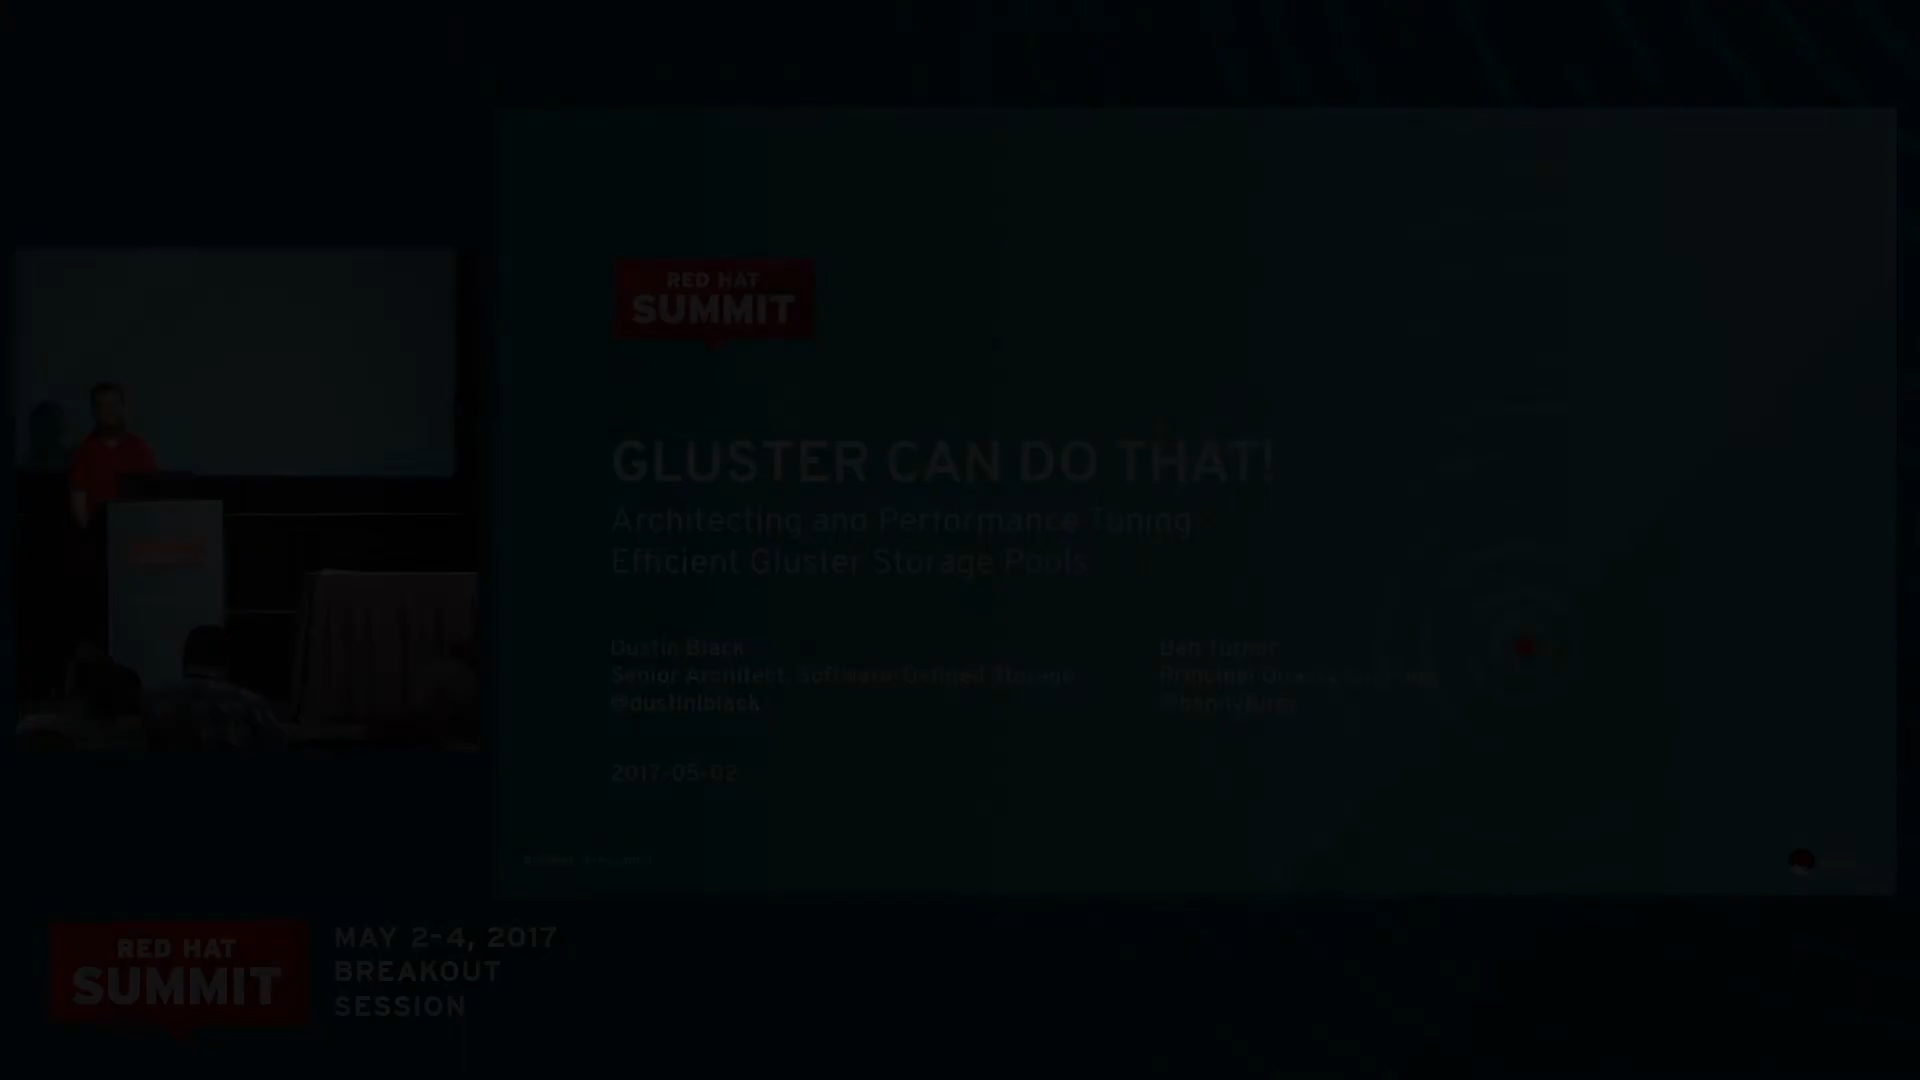 RED HAT
SUMMIT
GLUSTER CAN DO THAT!
Architecting and Performance Tuning
Efficient Gluster Storage Pools
Dustin Black
Senior Architect, Software Defined Storage
@dustinlblack
Ben Turner
Principal
2017-05-02
RED HAT
SUMMIT
MAY 2-4, 2017
BREAKOUT
SESSION